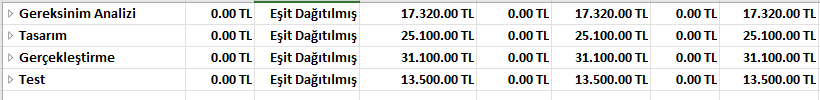 Gereksinim Analizi 0.00 TL Eşit Dağıtılmış 17.320.00 TL 0.00 TL 17.320.00 TL 0.00 TL 17.320.00 TL
Tasarım 0.00 TL Eşit Dağıtılmış 25.100.00 TL 0.00 TL 25.100.00 TL 0.00 TL 25.100.00 TL
Gerçekleştirme 0.00 TL Eşit Dağıtılmış 31.100.00 TL 0.00 TL 31.100.00 TL 0.00 TL 31.100.00 TL
Test 0.00 TL Eşit Dağıtılmış 13.500.00 TL 0.00 TL 13.500.00 TL 0.00 TL 13.500.00 TL